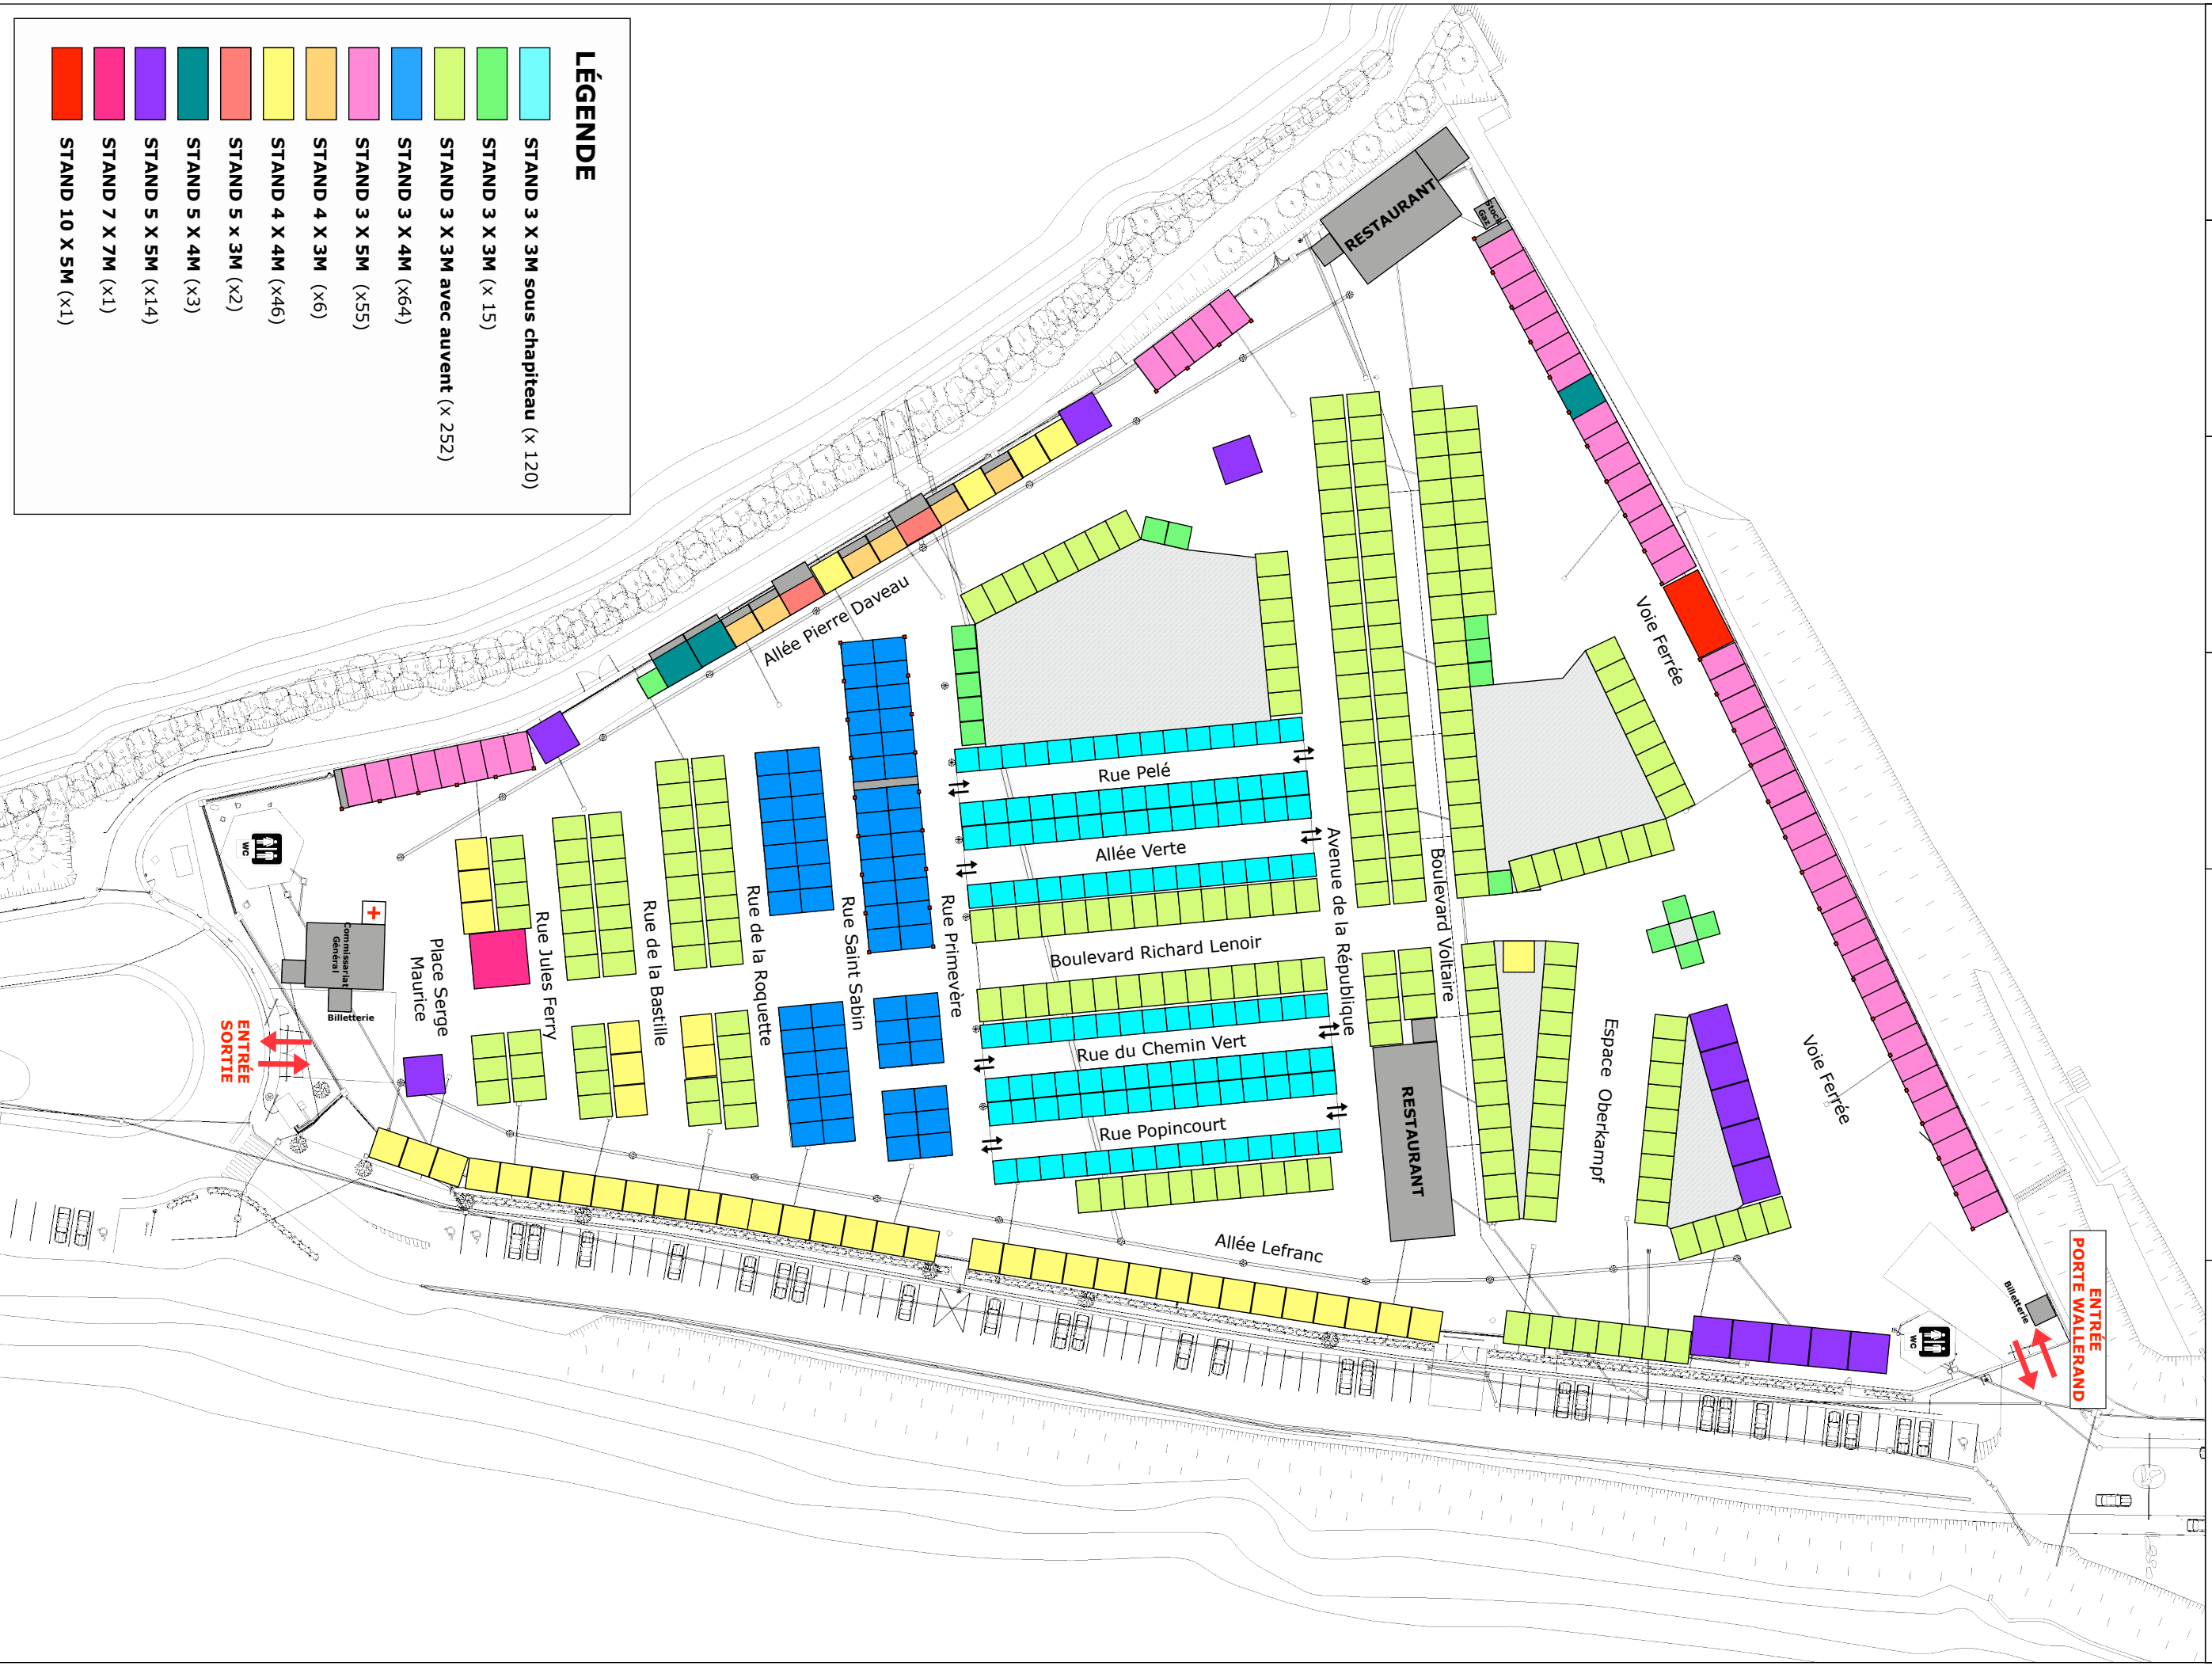 LÉGENDE
STAND 3 X 3M sous chapiteau (x 120)
STAND 3 X 3M (x 15)
STAND 3 X 3M avec auvent (x 252)
STAND 3 X 4M (x64)
STAND 3 X 5M (x55)
STAND 4 X 3M (x6)
STAND 4 X 4M (x46)
STAND 5 x 3M (x2)
STAND 5 X 4M (x3)
STAND 5 X 5M (x14)
STAND 7 X 7M (x1)
STAND 10 X 5M (x1)
RESTAURANT
Stock
Gaz
Voie Ferrée
Allée Pierre Daveau
Rue Pelé
Allée Verte
Boulevard Richard Lenoir
Rue du Chemin Vert
Rue Popincourt
Avenue de la République
Boulevard Voltaire
Rue Primevère
Rue Saint Sabin
Rue de la Roquette
Rue de la Bastille
Rue Jules Ferry
Place Serge
Maurice
WC
Commissariat
Général
Billetterie
ENTRÉE
SORTIE
RESTAURANT
Espace Oberkampf
Voie Ferrée
Allée Lefranc
WC
Billetterie
ENTRÉE
PORTE WALLERAND